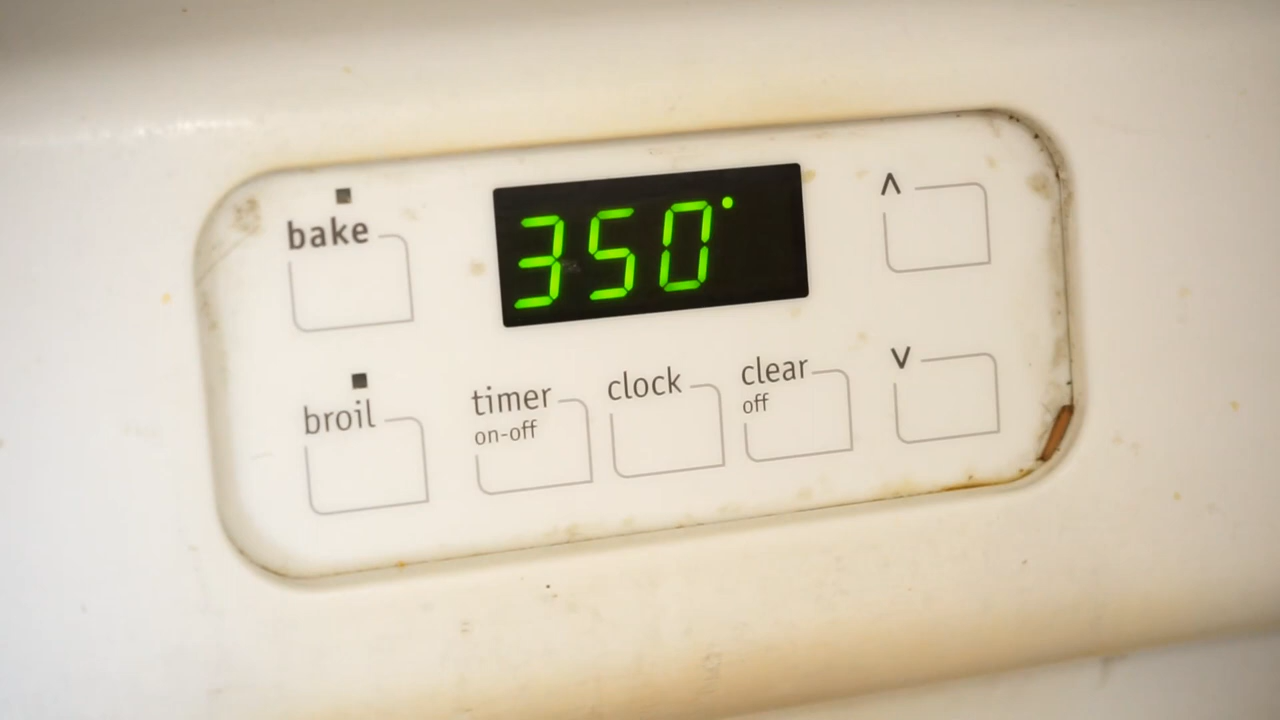 bake
350°
^
broil
timer
on-off
clock
clear
off
v